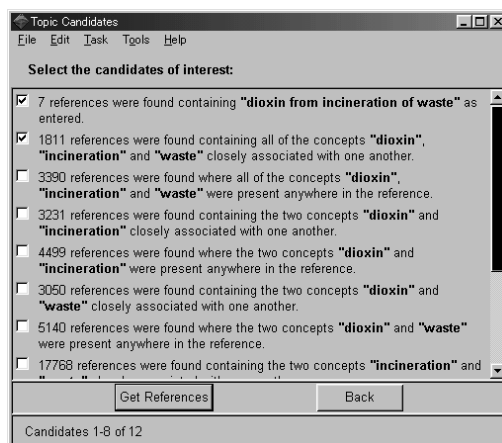 Topic Candidates
File Edit Task Tools Help
Select the candidates of interest:
7 references were found containing "dioxin from incineration of waste" as
entered.
1811 references were found containing all of the concepts "dioxin",
"incineration" and "waste" closely associated with one another.
3390 references were found where all of the concepts "dioxin",
"incineration" and "waste" were present anywhere in the reference.
3231 references were found containing the two concepts "dioxin" and
"incineration" closely associated with one another.
4499 references were found where the two concepts "dioxin" and
"incineration" were present anywhere in the reference.
3050 references were found containing the two concepts "dioxin" and
"waste" closely associated with one another.
5140 references were found where the two concepts "dioxin" and "waste"
were present anywhere in the reference.
17768 references were found containing the two concepts "incineration" and
Get References Back
Candidates 1-8 of 12